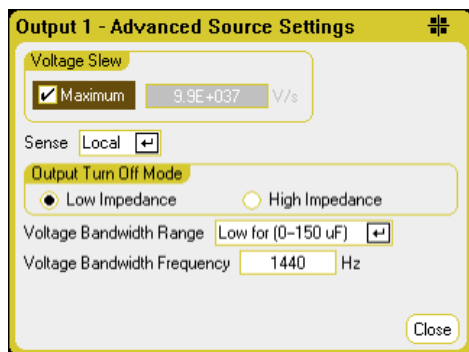 Output 1 - Advanced Source Settings
Voltage Slew
Maximum 9.9E+037 V/s
Sense Local
Output Turn Off Mode
Low Impedance High Impedance
Voltage Bandwidth Range Low for (0-150 uF)
Voltage Bandwidth Frequency 1440 Hz
Close